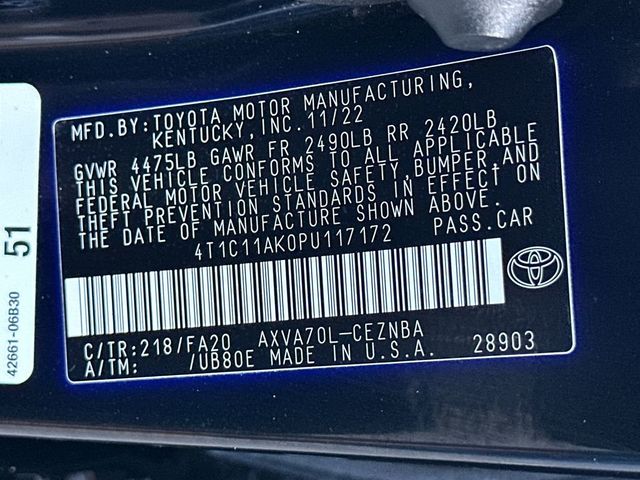 MFD.BY:TOYOTA MOTOR MANUFACTURING,
KENTUCKY,INC.11/22
GVWR 4475LB GAWR FR 2490LB RR 2420LB
THIS VEHICLE CONFORMS TO ALL APPLICABLE
FEDERAL MOTOR VEHICLE SAFETY,BUMPER,AND
THEFT PREVENTION STANDARDS IN EFFECT ON
THE DATE OF MANUFACTURE SHOWN ABOVE.
4T1C11AK0PU117172 PASS.CAR
C/TR:218/FA20 AXVA70L-CEZNBA
A/TM: /UB80E MADE IN U.S.A. 28903
51
42661-06B30